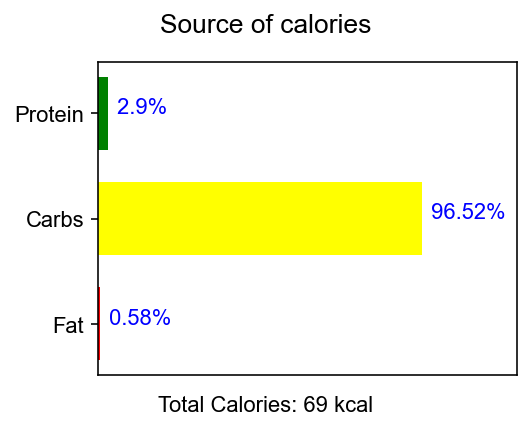 Source of calories
Protein
2.9%
Carbs
96.52%
Fat
0.58%
Total Calories: 69 kcal